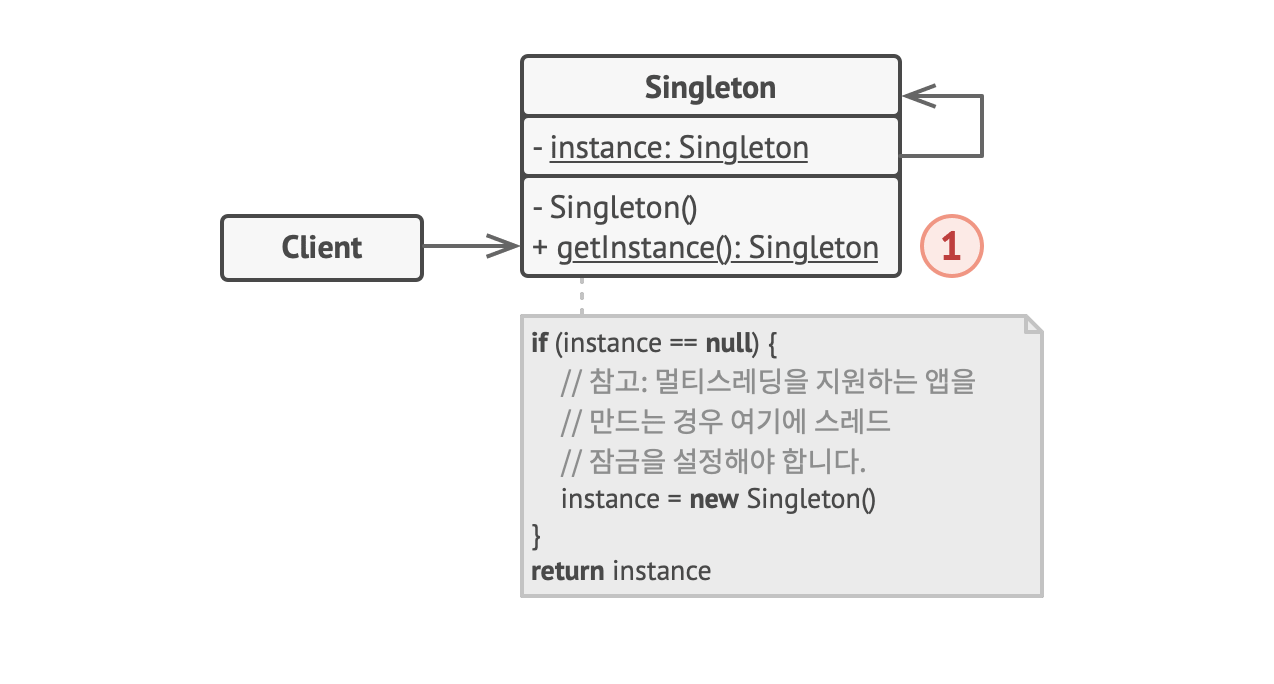 Singleton
- instance: Singleton
- Singleton()
+ getInstance(): Singleton
Client
1
if (instance == null) {
// 참고: 멀티스레딩을 지원하는 앱을
// 만드는 경우 여기에 스레드
// 잠금을 설정해야 합니다.
instance = new Singleton()
}
return instance